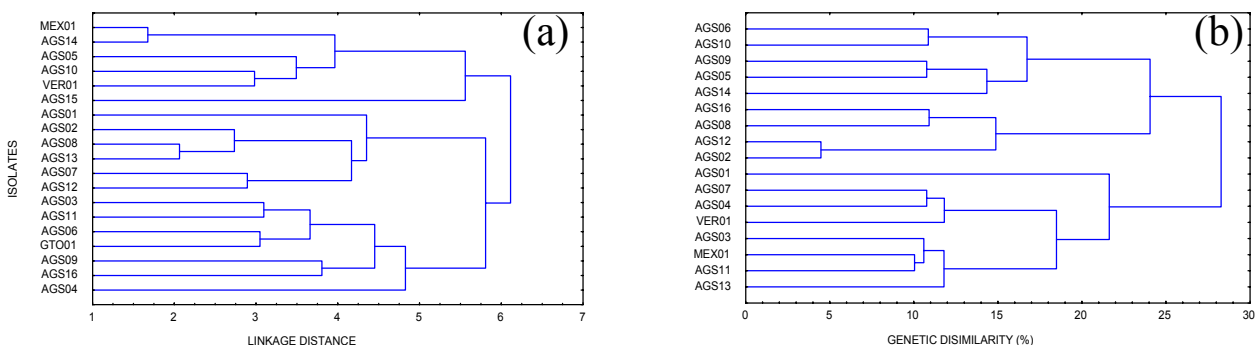 (a)
MEX01
AGS14
AGS05
AGS10
VER01
AGS15
AGS01
AGS02
AGS08
AGS13
AGS07
AGS12
AGS03
AGS11
AGS06
GTO01
AGS09
AGS16
AGS04
ISOLATES
1 2 3 4 5 6 7
LINKAGE DISTANCE
(b)
AGS06
AGS10
AGS09
AGS05
AGS14
AGS16
AGS08
AGS12
AGS02
AGS01
AGS07
AGS04
VER01
AGS03
MEX01
AGS11
AGS13
0 5 10 15 20 25 30
GENETIC DISIMILARITY (%)